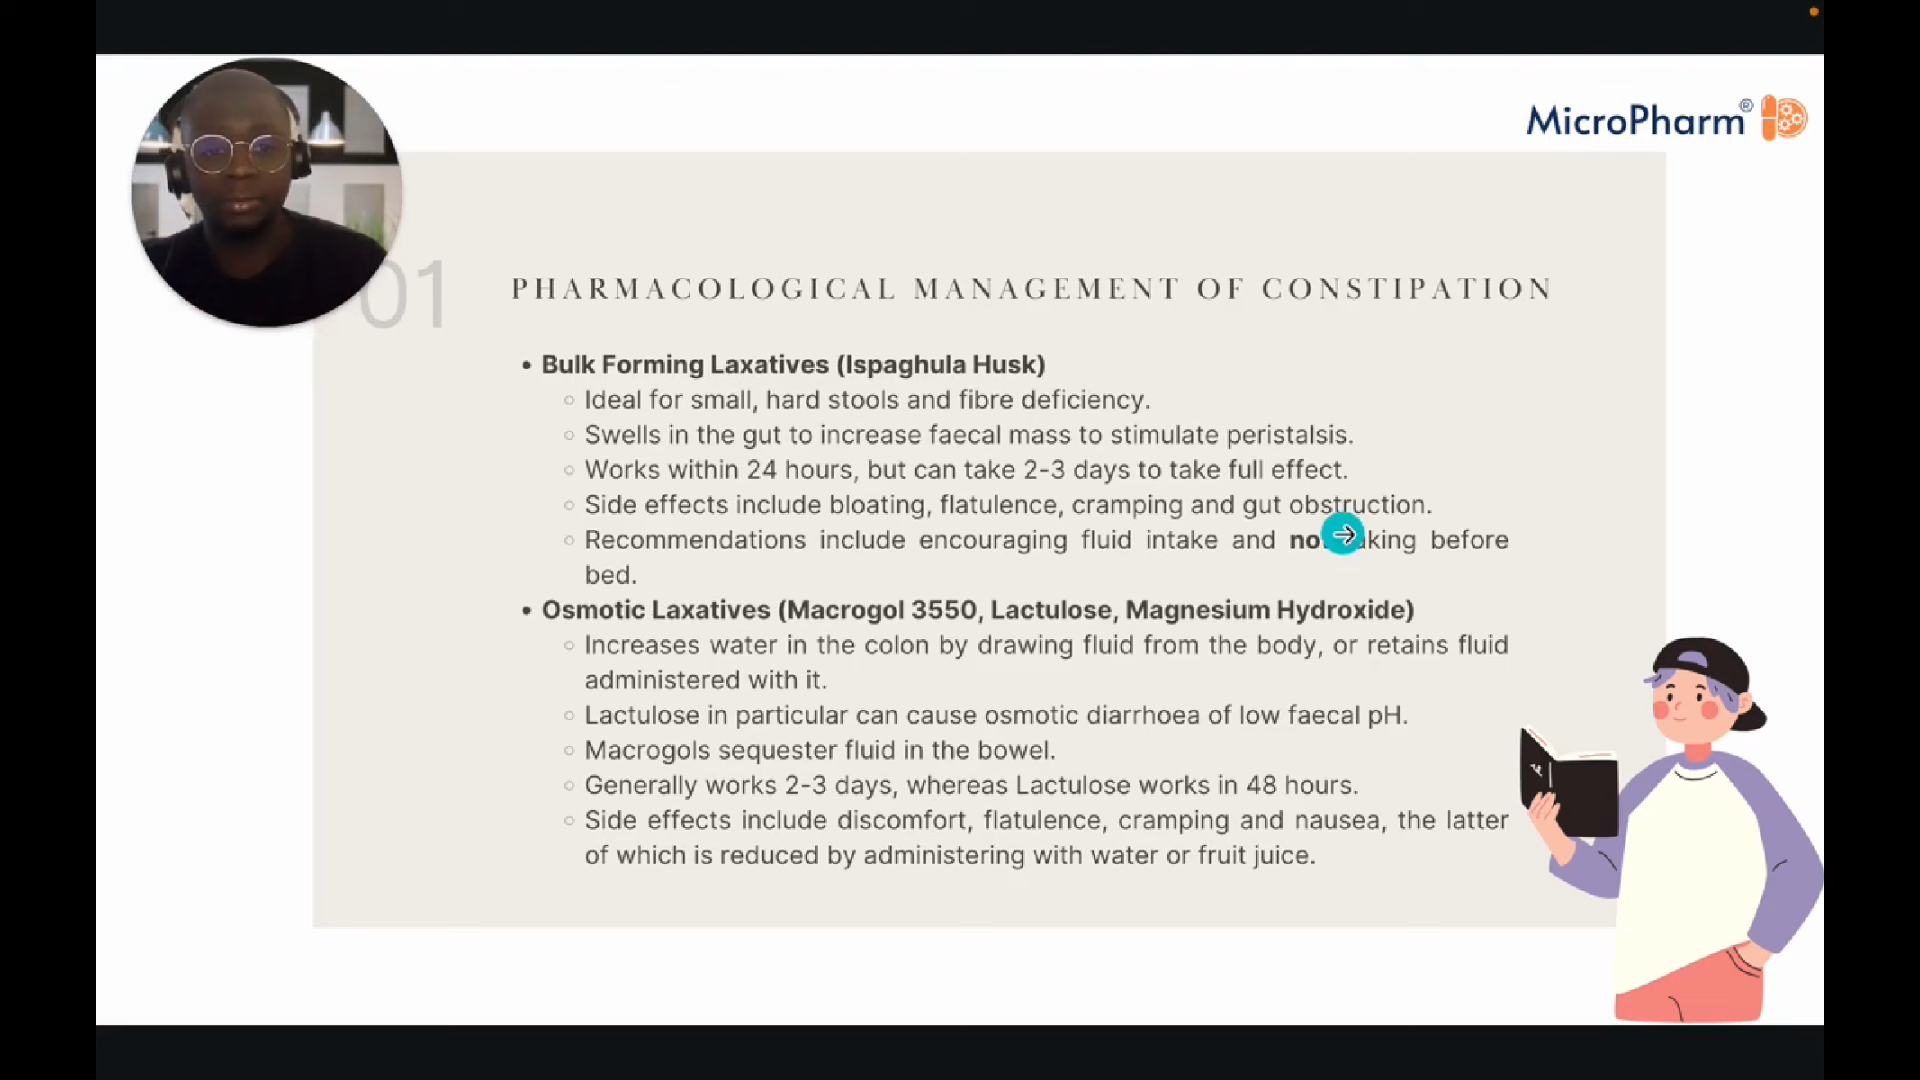 MicroPharm®
01
PHARMACOLOGICAL MANAGEMENT OF CONSTIPATION
• Bulk Forming Laxatives (Ispaghula Husk)
○ Ideal for small, hard stools and fibre deficiency.
○ Swells in the gut to increase faecal mass to stimulate peristalsis.
○ Works within 24 hours, but can take 2-3 days to take full effect.
○ Side effects include bloating, flatulence, cramping and gut obstruction.
○ Recommendations include encouraging fluid intake and not taking before
bed.
• Osmotic Laxatives (Macrogol 3550, Lactulose, Magnesium Hydroxide)
○ Increases water in the colon by drawing fluid from the body, or retains fluid
administered with it.
○ Lactulose in particular can cause osmotic diarrhoea of low faecal pH.
○ Macrogols sequester fluid in the bowel.
○ Generally works 2-3 days, whereas Lactulose works in 48 hours.
○ Side effects include discomfort, flatulence, cramping and nausea, the latter
of which is reduced by administering with water or fruit juice.